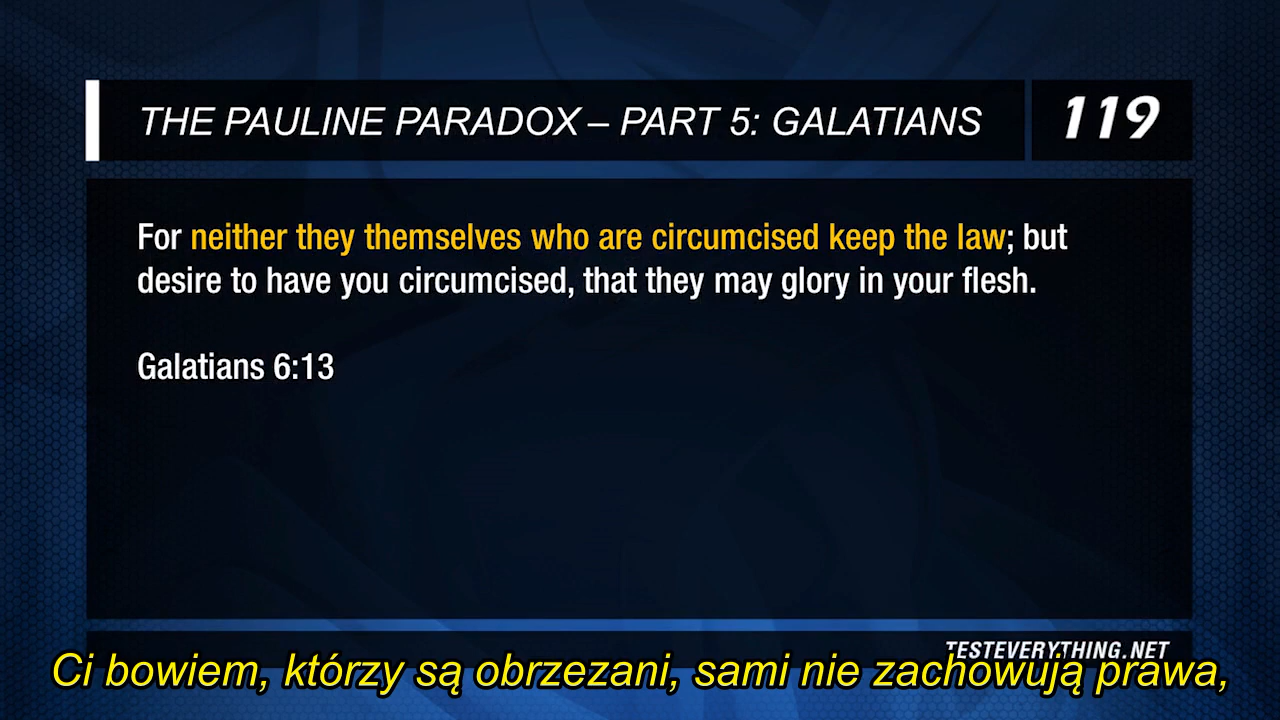 THE PAULINE PARADOX – PART 5: GALATIANS
119
For neither they themselves who are circumcised keep the law; but
desire to have you circumcised, that they may glory in your flesh.
Galatians 6:13
TESTEVERYTHING.NET
Ci bowiem, którzy są obrzezani, sami nie zachowują prawa,